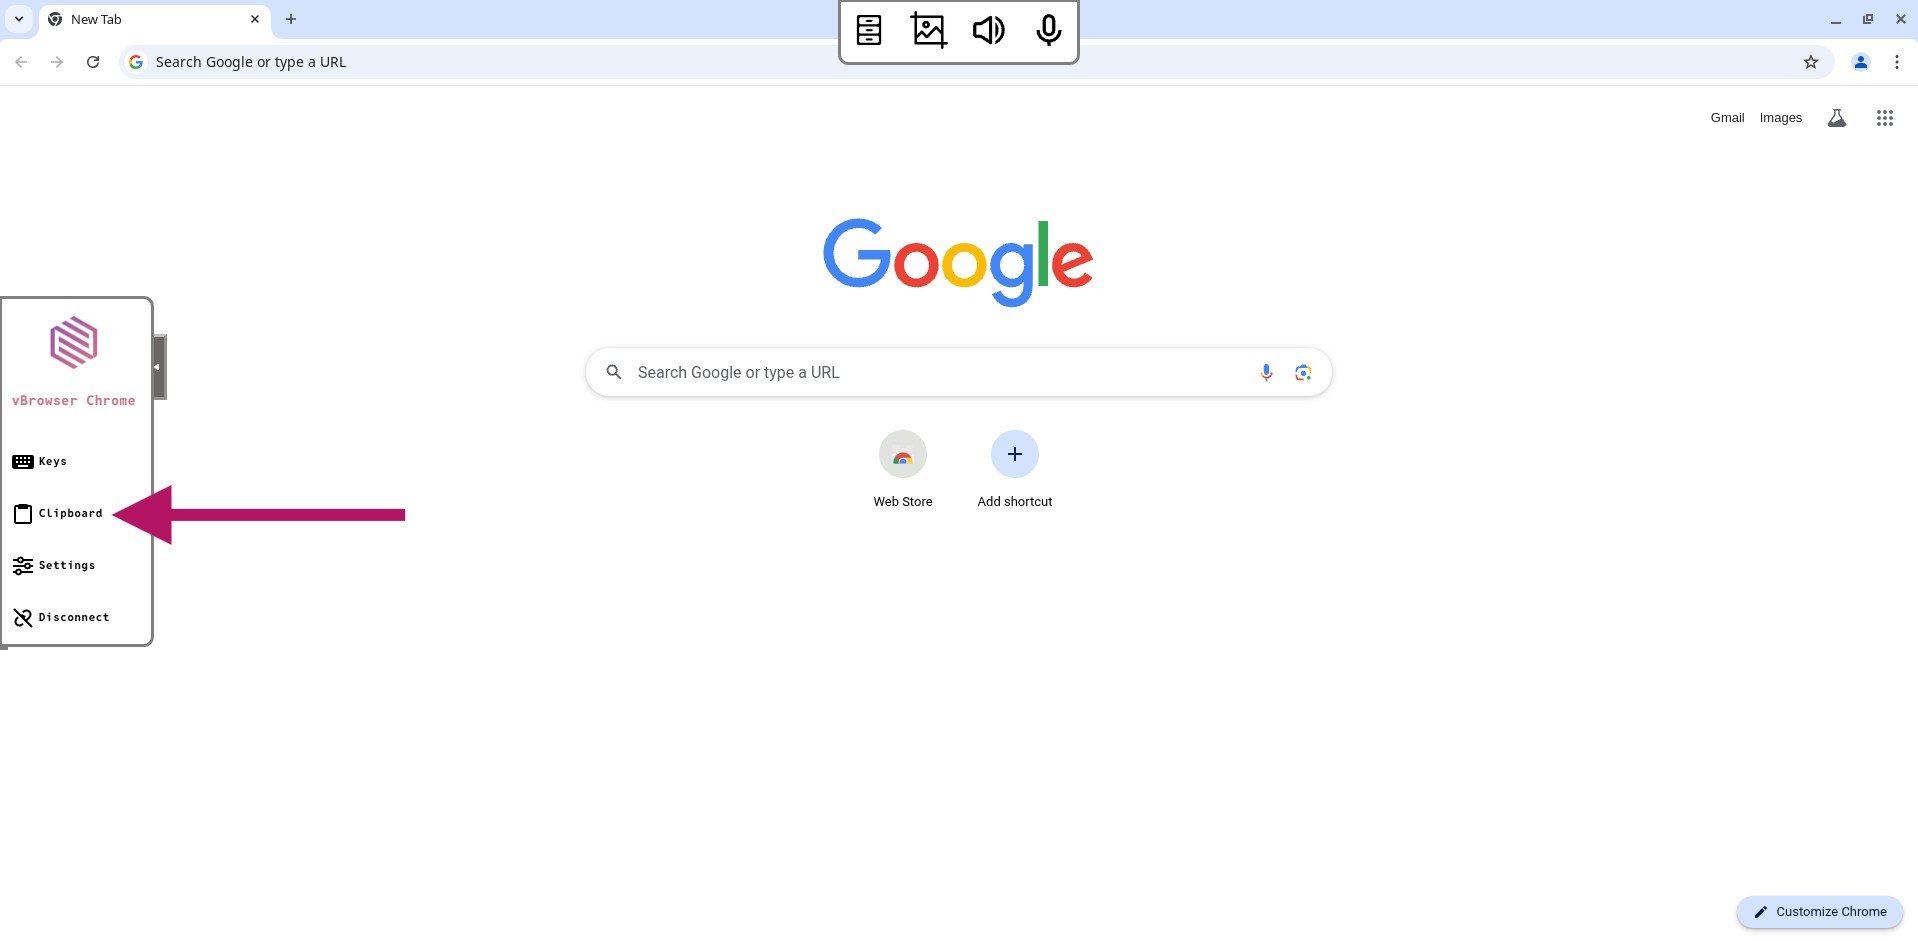 New Tab
Search Google or type a URL
Gmail Images
Google
Search Google or type a URL
Web Store
Add shortcut
vBrowser Chrome
Keys
Clipboard
Settings
Disconnect
Customize Chrome